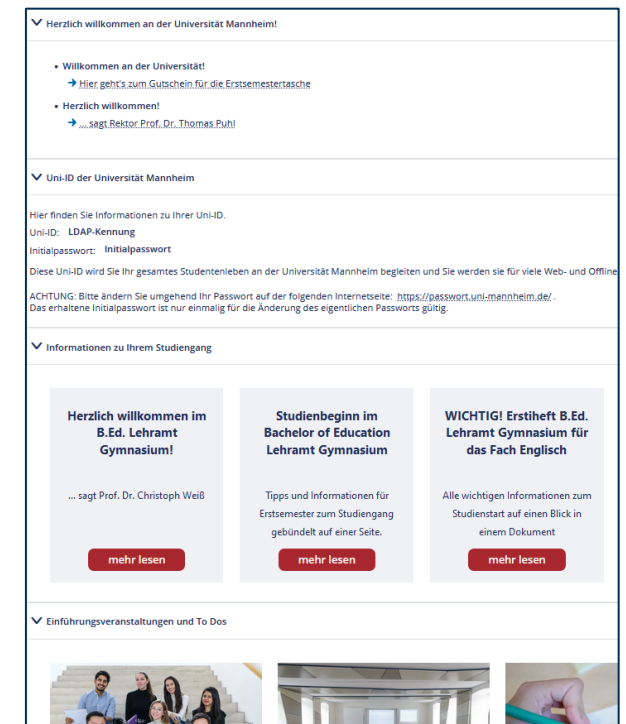 Herzlich willkommen an der Universität Mannheim!
Willkommen an der Universität!
Hier geht's zum Gutschein für die Erstsemestertasche
Herzlich willkommen!
... sagt Rektor Prof. Dr. Thomas Puhl
Uni-ID der Universität Mannheim
Hier finden Sie Informationen zu Ihrer Uni-ID.
Uni-ID: LDAP-Kennung
Initialpasswort: Initialpasswort
Diese Uni-ID wird Sie Ihr gesamtes Studentenleben an der Universität Mannheim begleiten und Sie werden sie für viele Web- und Offline
ACHTUNG: Bitte ändern Sie umgehend Ihr Passwort auf der folgenden Internetseite: https://passwort.uni-mannheim.de/ .
Das erhaltene Initialpasswort ist nur einmalig für die Änderung des eigentlichen Passworts gültig.
Informationen zu Ihrem Studiengang
Herzlich willkommen im
B.Ed. Lehramt
Gymnasium!
... sagt Prof. Dr. Christoph Weiß
mehr lesen
Studienbeginn im
Bachelor of Education
Lehramt Gymnasium
Tipps und Informationen für
Erstsemester zum Studiengang
gebündelt auf einer Seite.
mehr lesen
WICHTIG! Erstiheft B.Ed.
Lehramt Gymnasium für
das Fach Englisch
Alle wichtigen Informationen zum
Studienstart auf einen Blick in
einem Dokument
mehr lesen
Einführungsveranstaltungen und To Dos